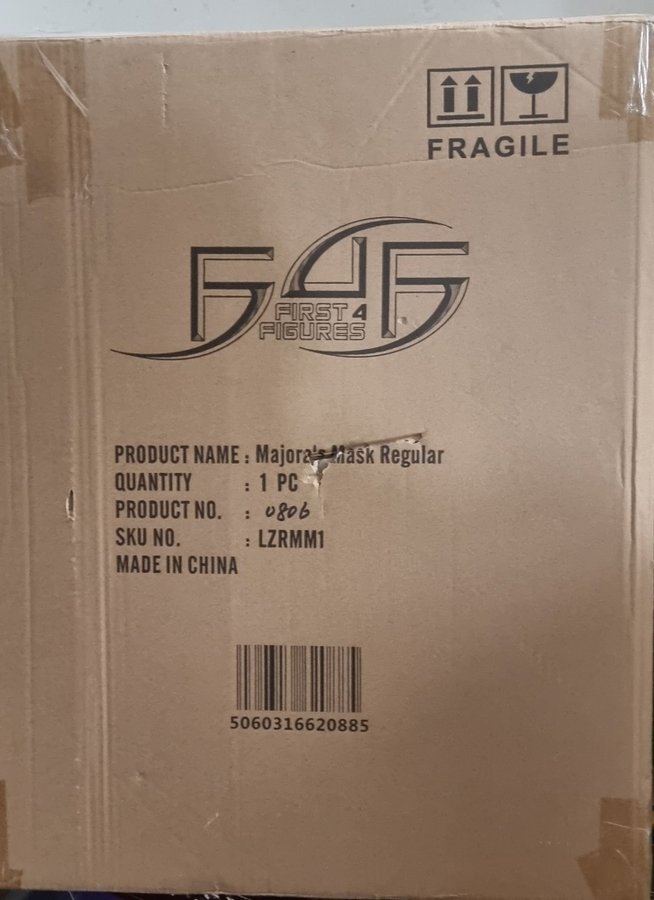 FRAGILE
F4F
FIRST 4
FIGURES
PRODUCT NAME : Majora's Mask Regular
QUANTITY : 1 PC
PRODUCT NO. : 0806
SKU NO. : LZRMM1
MADE IN CHINA
5060316620885